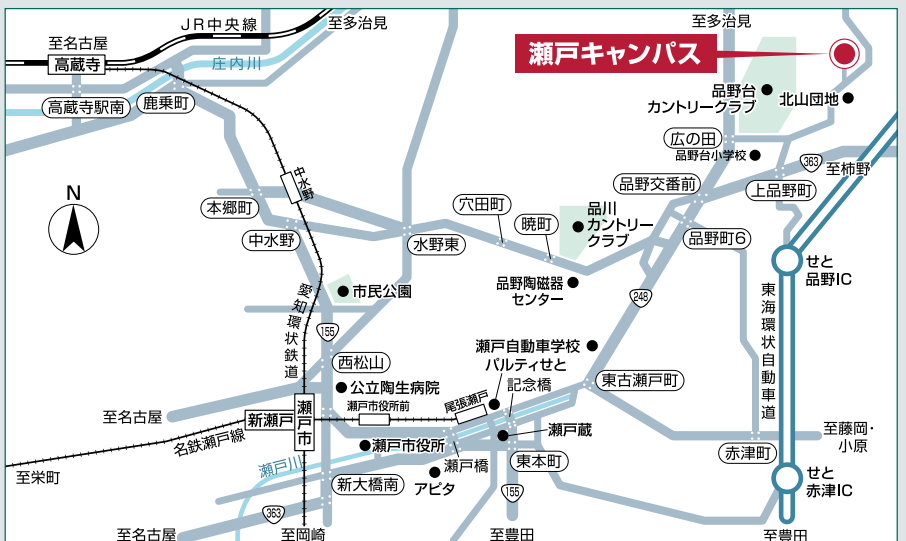 JR中央線
至多治見
至多治見
至名古屋
高蔵寺
庄内川
瀬戸キャンパス
高蔵寺駅南
鹿乗町
品野台
カントリークラブ
北山団地
広の田
品野台小学校
363
至柿野
中水野
品野交番前
上品野町
N
本郷町
穴田町
品川
カントリー
クラブ
暁町
中水野
水野東
品野町6
せと
品野IC
市民公園
品野陶磁器
センター
愛知環状鉄道
248
東海環状自動車道
155
瀬戸自動車学校
西松山
パルティせと
記念橋
東古瀬戸町
公立陶生病院
尾張瀬戸
瀬戸市役所前
至名古屋
新瀬戸
瀬戸市
瀬戸蔵
至藤岡・
小原
名鉄瀬戸線
瀬戸市役所
瀬戸橋
東本町
赤津町
瀬戸川
至栄町
アピタ
新大橋南
せと
赤津IC
155
363
至名古屋
至岡崎
至豊田
至豊田